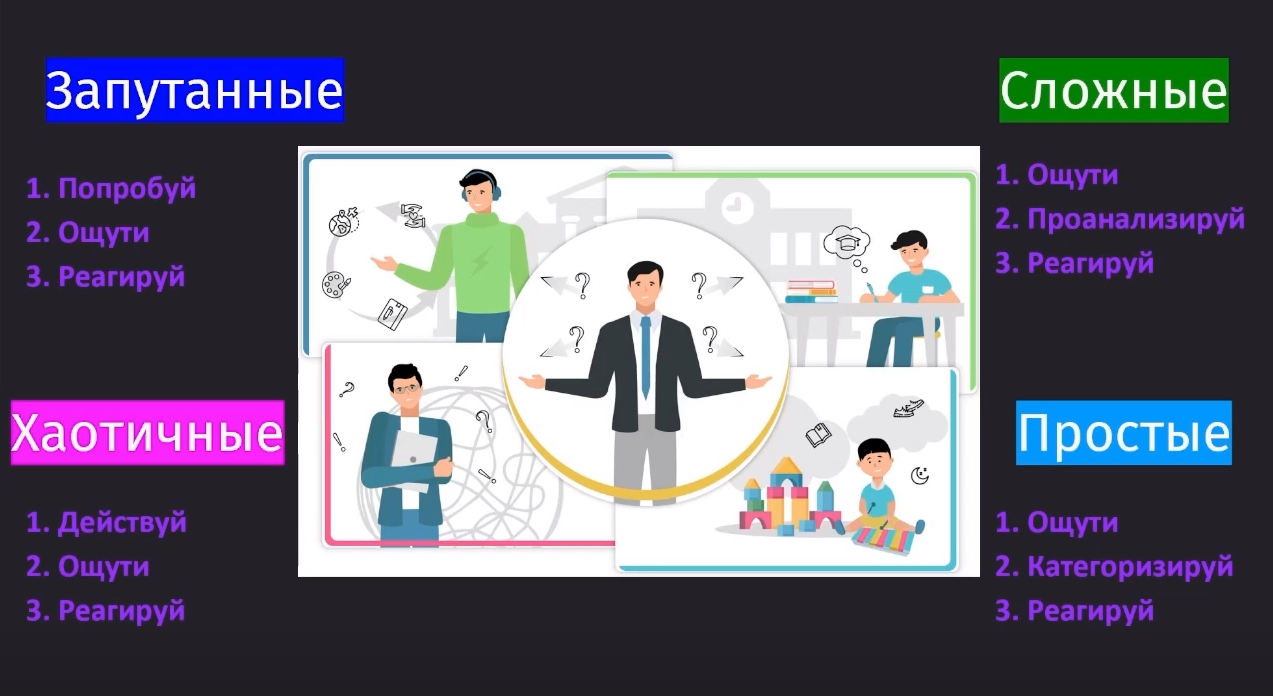 Запутанные
1. Попробуй
2. Ощути
3. Реагируй
Сложные
1. Ощути
2. Проанализируй
3. Реагируй
Хаотичные
1. Действуй
2. Ощути
3. Реагируй
Простые
1. Ощути
2. Категоризируй
3. Реагируй